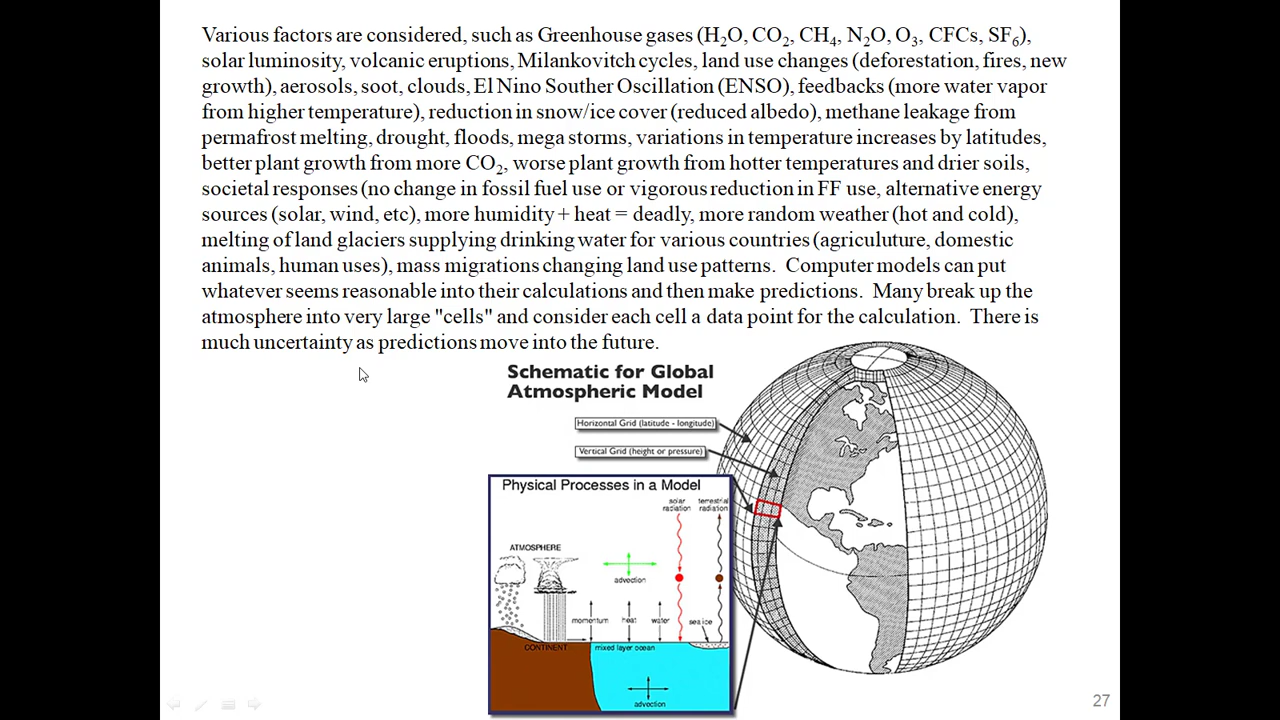 Various factors are considered, such as Greenhouse gases (H₂O, CO₂, CH₄, N₂O, O₃, CFCs, SF₆),
solar luminosity, volcanic eruptions, Milankovitch cycles, land use changes (deforestation, fires, new
growth), aerosols, soot, clouds, El Nino Souther Oscillation (ENSO), feedbacks (more water vapor
from higher temperature), reduction in snow/ice cover (reduced albedo), methane leakage from
permafrost melting, drought, floods, mega storms, variations in temperature increases by latitudes,
better plant growth from more CO₂, worse plant growth from hotter temperatures and drier soils,
societal responses (no change in fossil fuel use or vigorous reduction in FF use, alternative energy
sources (solar, wind, etc), more humidity + heat = deadly, more random weather (hot and cold),
melting of land glaciers supplying drinking water for various countries (agriculuture, domestic
animals, human uses), mass migrations changing land use patterns. Computer models can put
whatever seems reasonable into their calculations and then make predictions. Many break up the
atmosphere into very large "cells" and consider each cell a data point for the calculation. There is
much uncertainty as predictions move into the future.
Schematic for Global
Atmospheric Model
Horizontal Grid (latitude - longitude)
Vertical Grid (height or pressure)
Physical Processes in a Model
solar
radiation
terrestrial
radiation
ATMOSPHERE
advection
momentum
heat
water
sea ice
CONTINENT
mixed layer ocean
advection
27